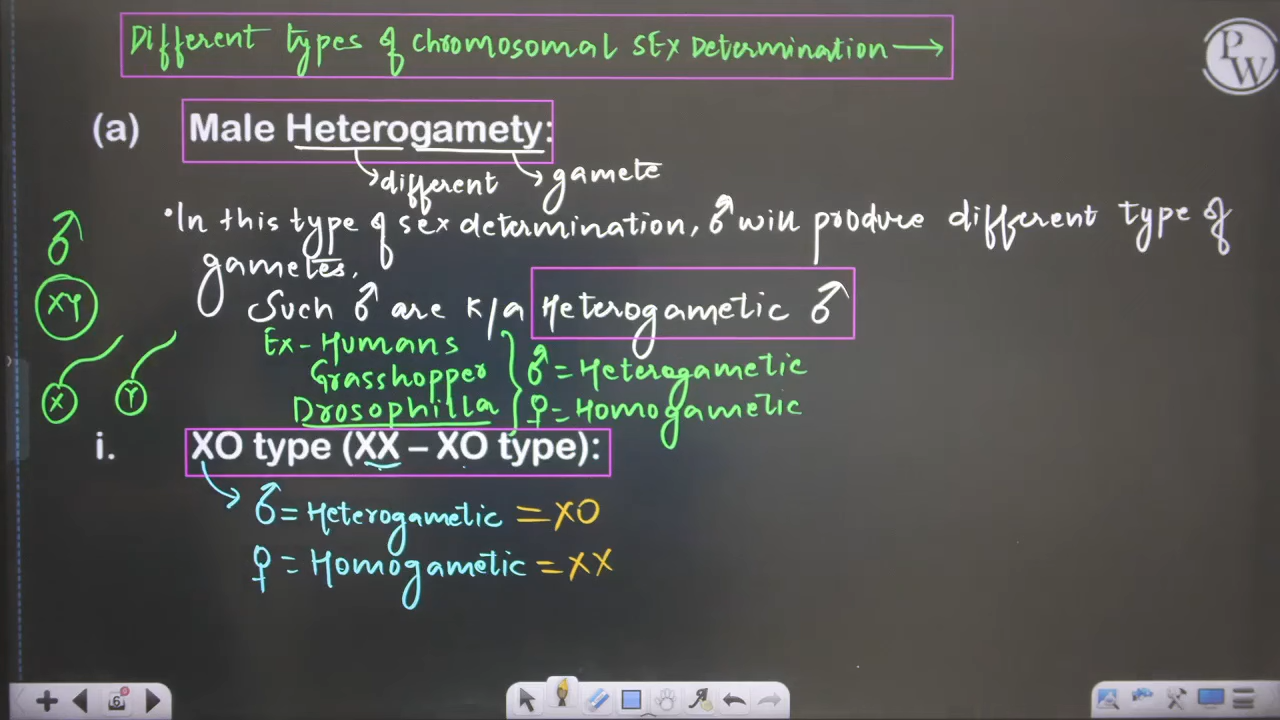 Different types of chromosomal sex Determination →
PW
(a) Male Heterogamety:
→different →gamete
•In this type of sex determination, ♂ will produce different type of
gametes.
♂
XY
Such ♂ are k/a Heterogametic ♂
Ex - Humans
Grasshopper } ♂ = Heterogametic
Drosophilla ♀ = Homogametic
X Y
i. XO type (XX – XO type):
→ ♂ = Heterogametic = XO
♀ = Homogametic = XX
6